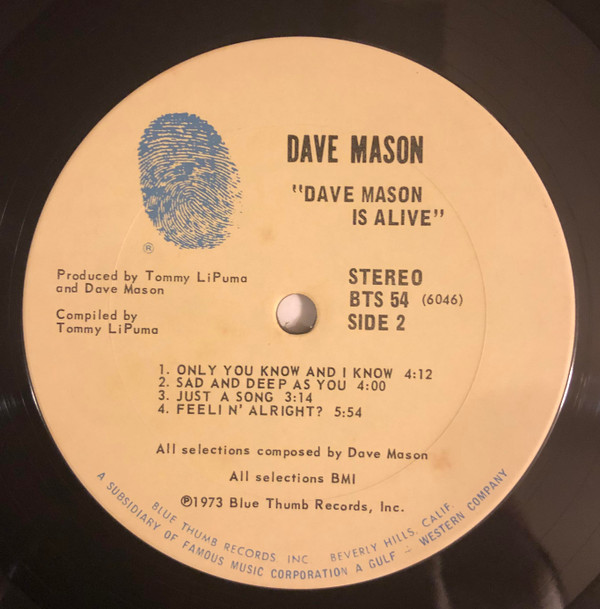 DAVE MASON
"DAVE MASON
IS ALIVE"
®
Produced by Tommy LiPuma
and Dave Mason
Compiled by
Tommy LiPuma
STEREO
BTS 54 (6046)
SIDE 2
1. ONLY YOU KNOW AND I KNOW 4:12
2. SAD AND DEEP AS YOU 4:00
3. JUST A SONG 3:14
4. FEELI N' ALRIGHT? 5:54
All selections composed by Dave Mason
All selections BMI
℗1973 Blue Thumb Records, Inc.
BLUE THUMB RECORDS INC. BEVERLY HILLS, CALIF.
A SUBSIDIARY OF FAMOUS MUSIC CORPORATION A GULF + WESTERN COMPANY